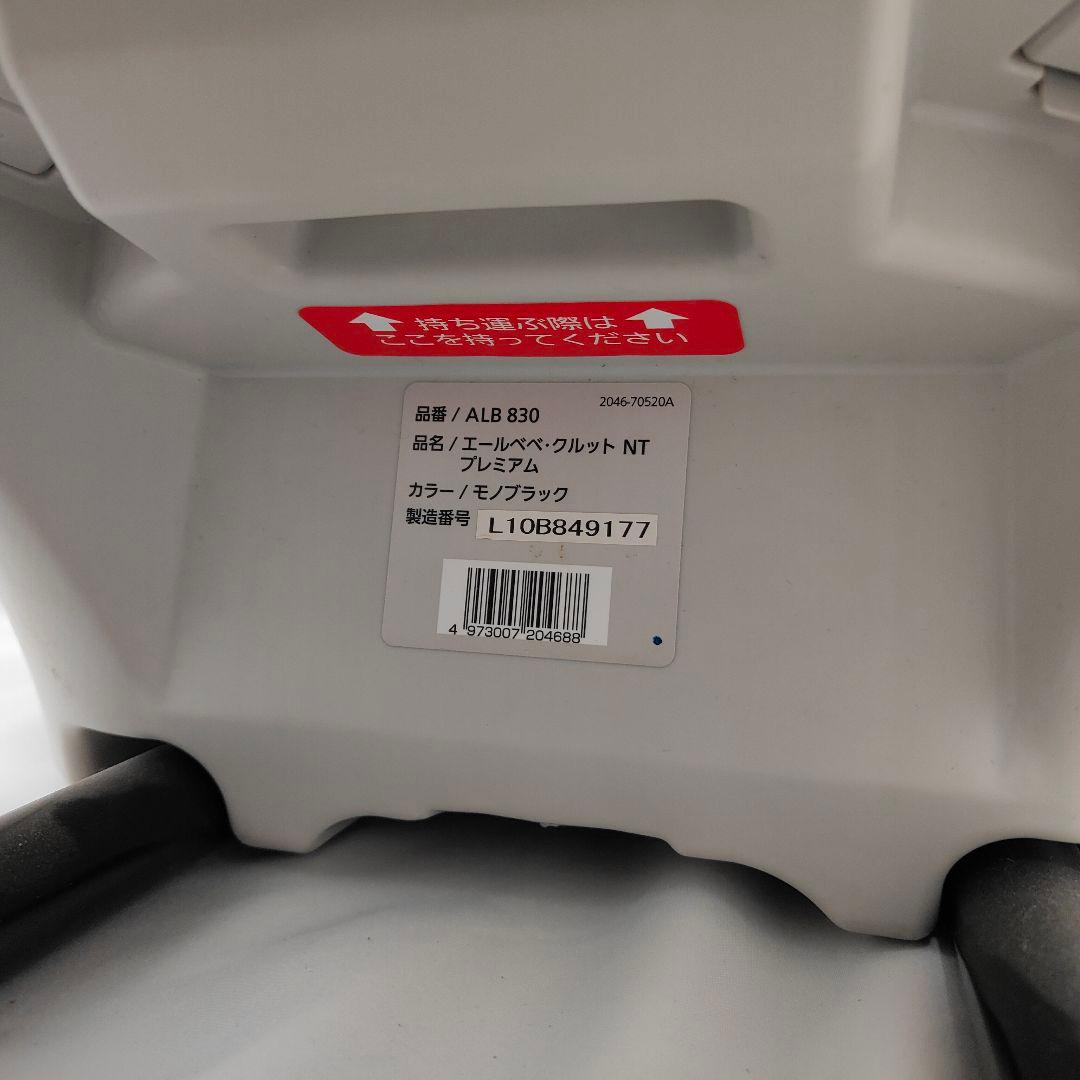 持ち運ぶ際は
ここを持ってください
2046-70520A
品番 / ALB 830
品名 / エールベベ・クルット NT
プレミアム
カラー / モノブラック
製造番号 L10B849177
4 973007 204688